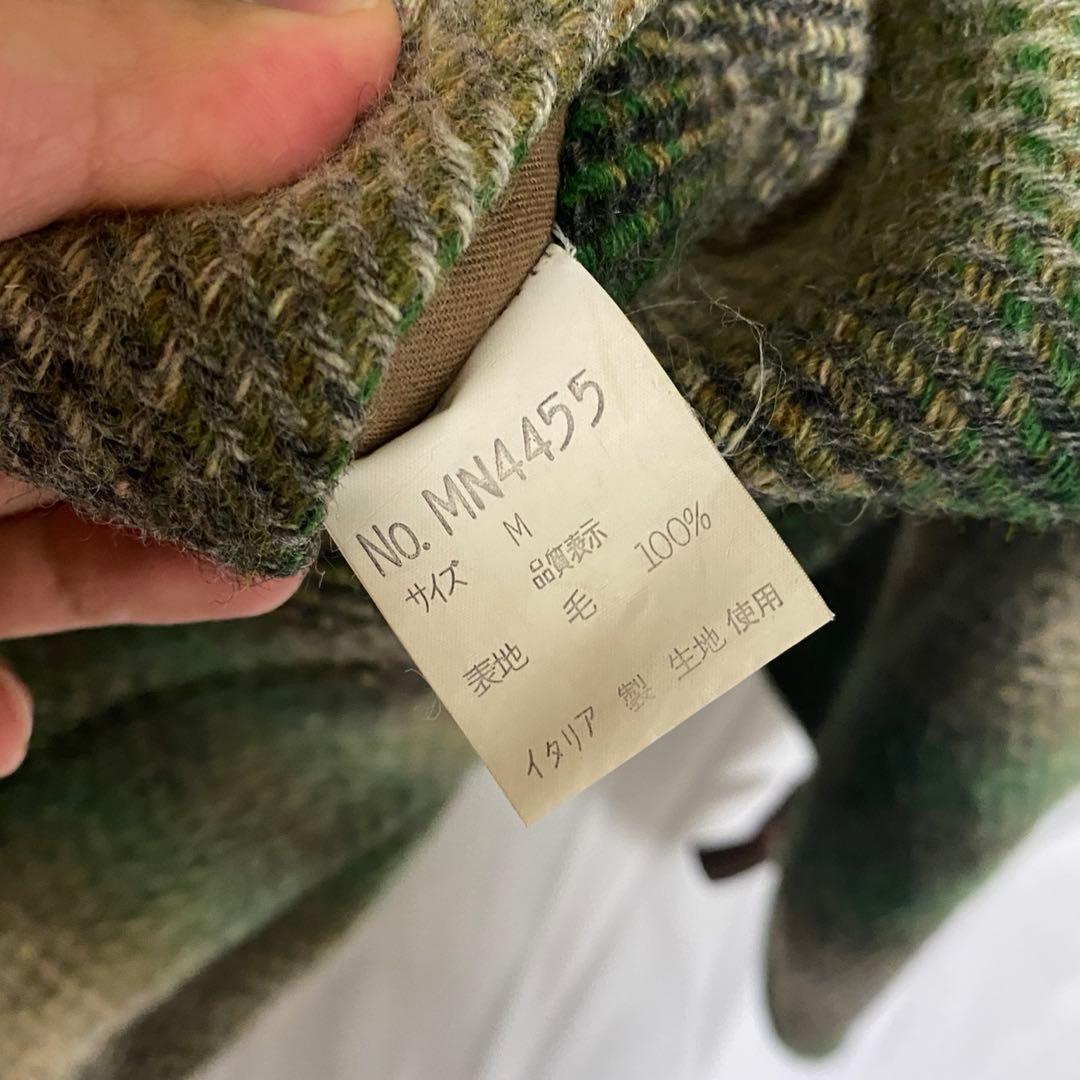 No. MN4455
サイズ M
品質表示
表地 毛 100%
イタリア 製 生地 使用